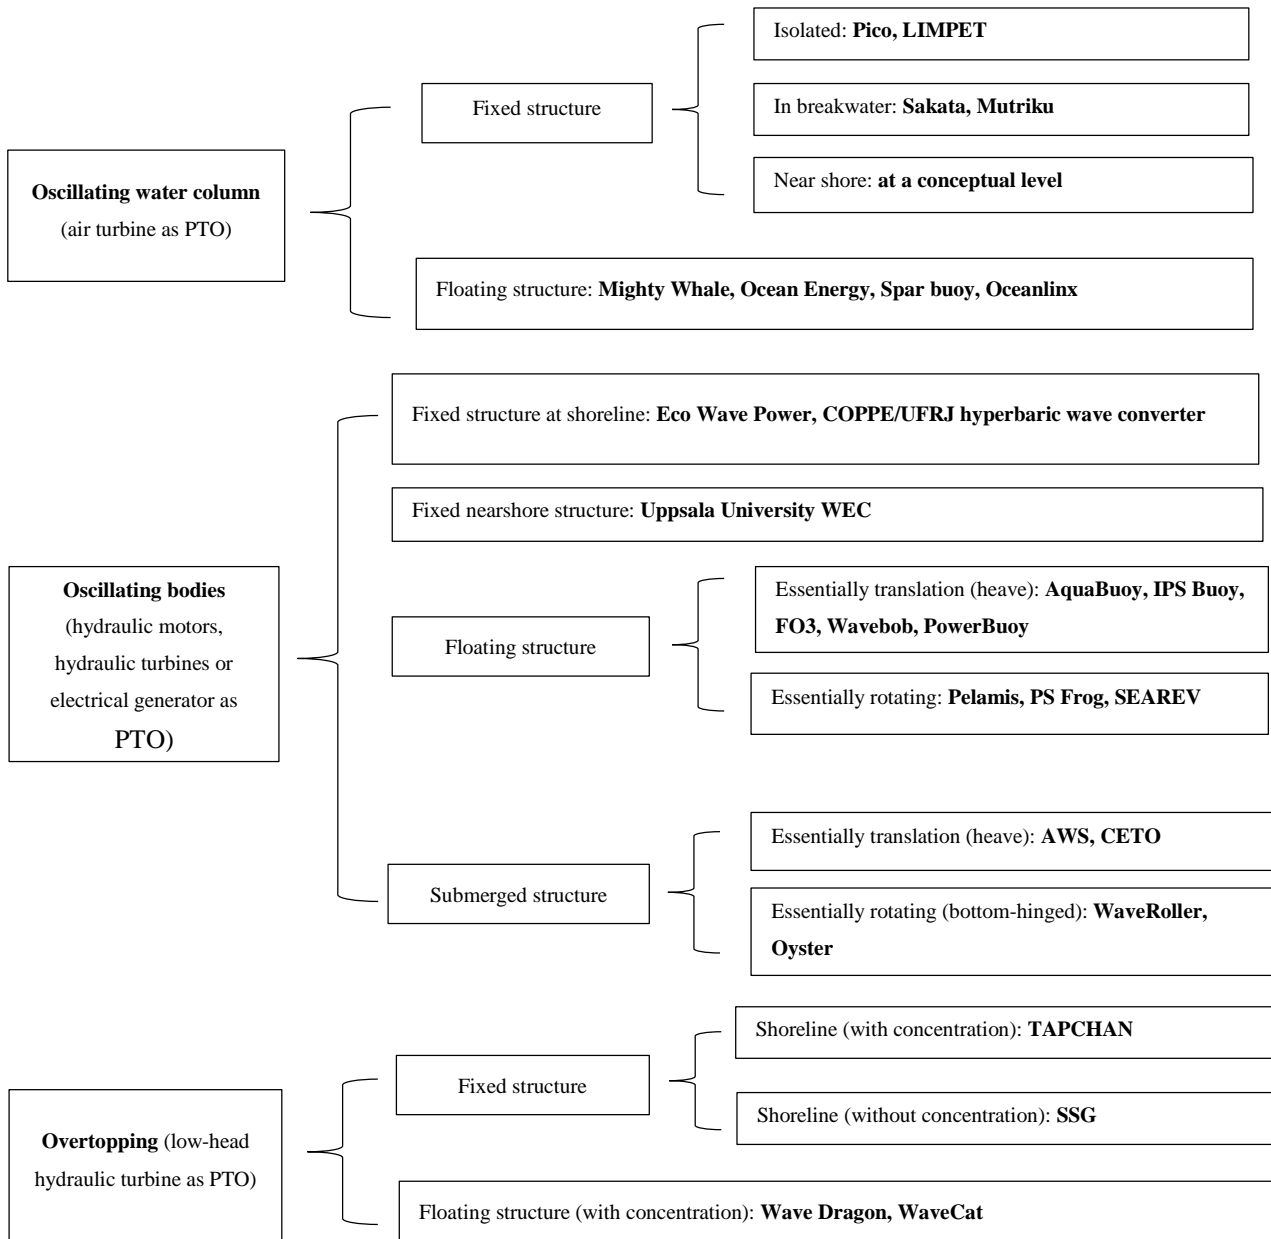 Isolated: Pico, LIMPET
Fixed structure
In breakwater: Sakata, Mutriku
Near shore: at a conceptual level
Oscillating water column
(air turbine as PTO)
Floating structure: Mighty Whale, Ocean Energy, Spar buoy, Oceanlinx
Fixed structure at shoreline: Eco Wave Power, COPPE/UFRJ hyperbaric wave converter
Fixed nearshore structure: Uppsala University WEC
Oscillating bodies
(hydraulic motors,
hydraulic turbines or
electrical generator as
PTO)
Floating structure
Essentially translation (heave): AquaBuoy, IPS Buoy,
FO3, Wavebob, PowerBuoy
Essentially rotating: Pelamis, PS Frog, SEAREV
Submerged structure
Essentially translation (heave): AWS, CETO
Essentially rotating (bottom-hinged): WaveRoller,
Oyster
Overtopping (low-head
hydraulic turbine as PTO)
Fixed structure
Shoreline (with concentration): TAPCHAN
Shoreline (without concentration): SSG
Floating structure (with concentration): Wave Dragon, WaveCat